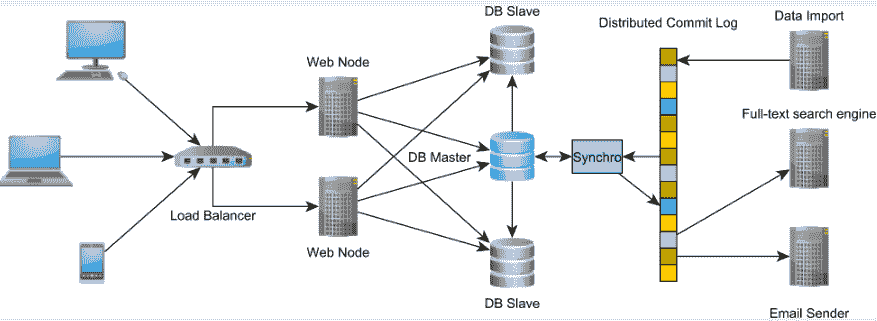 DB Slave
Distributed Commit Log
Data Import
Web Node
Full-text search engine
DB Master
Synchro
Load Balancer
Web Node
DB Slave
Email Sender